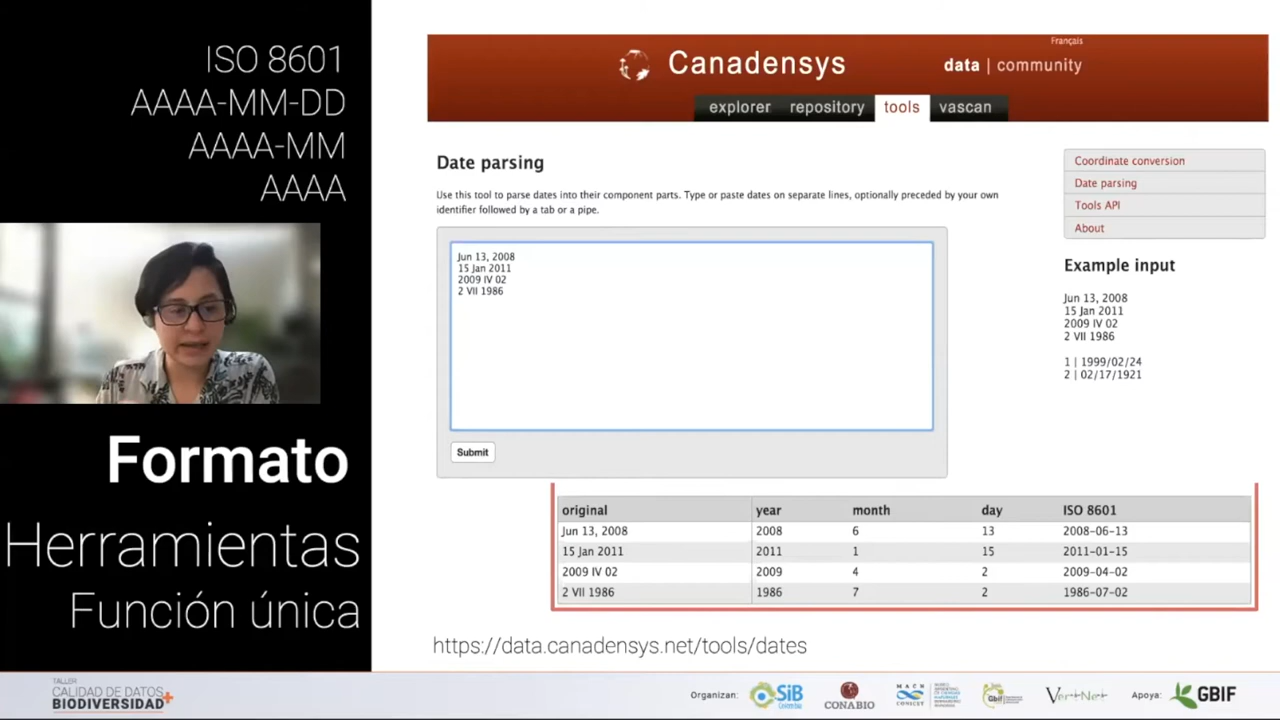 ISO 8601
AAAA-MM-DD
AAAA-MM
AAAA
Formato
Herramientas
Función única
Français
Canadensys
data | community
explorer repository tools vascan
Date parsing
Use this tool to parse dates into their component parts. Type or paste dates on separate lines, optionally preceded by your own
identifier followed by a tab or a pipe.
Jun 13, 2008
15 Jan 2011
2009 IV 02
2 VII 1986
Submit
Coordinate conversion
Date parsing
Tools API
About
Example input
Jun 13, 2008
15 Jan 2011
2009 IV 02
2 VII 1986
1 | 1999/02/24
2 | 02/17/1921
original year month day ISO 8601
Jun 13, 2008 2008 6 13 2008-06-13
15 Jan 2011 2011 1 15 2011-01-15
2009 IV 02 2009 4 2 2009-04-02
2 VII 1986 1986 7 2 1986-07-02
https://data.canadensys.net/tools/dates
TALLER
CALIDAD DE DATOS
BIODIVERSIDAD+
Organizan:
SiB
Colombia
CONABIO
MACN
CONICET
Gbif
VertNet
Apoya:
GBIF